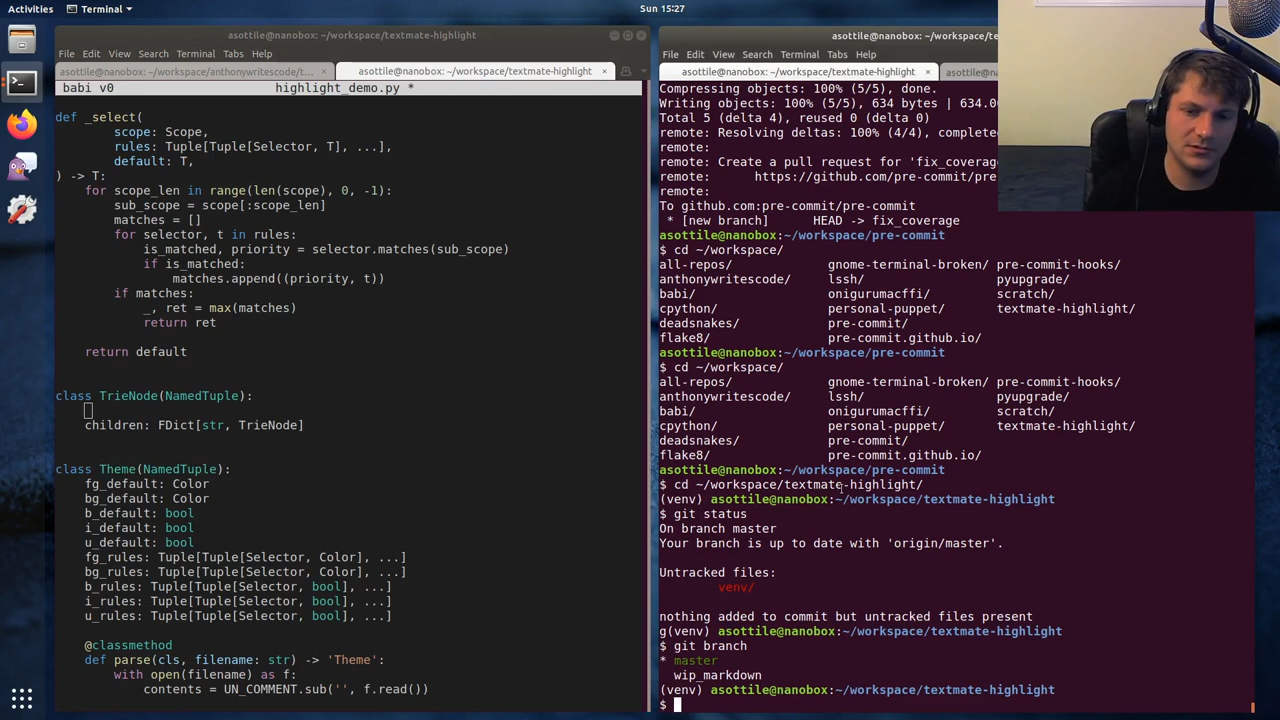 Activities
Terminal
Sun 15:27
asottile@nanobox: ~/workspace/textmate-highlight
File Edit View Search Terminal Tabs Help
asottile@nanobox: ~/workspace/anthonywritescode/t...
asottile@nanobox: ~/workspace/textmate-highlight
babi v0 highlight_demo.py *
def _select(
scope: Scope,
rules: Tuple[Tuple[Selector, T], ...],
default: T,
) -> T:
for scope_len in range(len(scope), 0, -1):
sub_scope = scope[:scope_len]
matches = []
for selector, t in rules:
is_matched, priority = selector.matches(sub_scope)
if is_matched:
matches.append((priority, t))
if matches:
_, ret = max(matches)
return ret
return default
class TrieNode(NamedTuple):
children: FDict[str, TrieNode]
class Theme(NamedTuple):
fg_default: Color
bg_default: Color
b_default: bool
i_default: bool
u_default: bool
fg_rules: Tuple[Tuple[Selector, Color], ...]
bg_rules: Tuple[Tuple[Selector, Color], ...]
b_rules: Tuple[Tuple[Selector, bool], ...]
i_rules: Tuple[Tuple[Selector, bool], ...]
u_rules: Tuple[Tuple[Selector, bool], ...]
@classmethod
def parse(cls, filename: str) -> 'Theme':
with open(filename) as f:
contents = UN_COMMENT.sub('', f.read())
asottile@nanobox: ~/wor
File Edit View Search Terminal Tabs Help
asottile@nanobox: ~/workspace/textmate-highlight
asottile@na
Compressing objects: 100% (5/5), done.
Writing objects: 100% (5/5), 634 bytes | 634.0
Total 5 (delta 4), reused 0 (delta 0)
remote: Resolving deltas: 100% (4/4), complete
remote:
remote: Create a pull request for 'fix_coverage
remote: https://github.com/pre-commit/pre
remote:
To github.com:pre-commit/pre-commit
* [new branch] HEAD -> fix_coverage
asottile@nanobox:~/workspace/pre-commit
$ cd ~/workspace/
all-repos/ gnome-terminal-broken/ pre-commit-hooks/
anthonywritescode/ lssh/ pyupgrade/
babi/ onigurumacffi/ scratch/
cpython/ personal-puppet/ textmate-highlight/
deadsnakes/ pre-commit/
flake8/ pre-commit.github.io/
asottile@nanobox:~/workspace/pre-commit
$ cd ~/workspace/
all-repos/ gnome-terminal-broken/ pre-commit-hooks/
anthonywritescode/ lssh/ pyupgrade/
babi/ onigurumacffi/ scratch/
cpython/ personal-puppet/ textmate-highlight/
deadsnakes/ pre-commit/
flake8/ pre-commit.github.io/
asottile@nanobox:~/workspace/pre-commit
$ cd ~/workspace/textmate-highlight/
(venv) asottile@nanobox:~/workspace/textmate-highlight
$ git status
On branch master
Your branch is up to date with 'origin/master'.
Untracked files:
venv/
nothing added to commit but untracked files present
g(venv) asottile@nanobox:~/workspace/textmate-highlight
$ git branch
* master
wip_markdown
(venv) asottile@nanobox:~/workspace/textmate-highlight
$